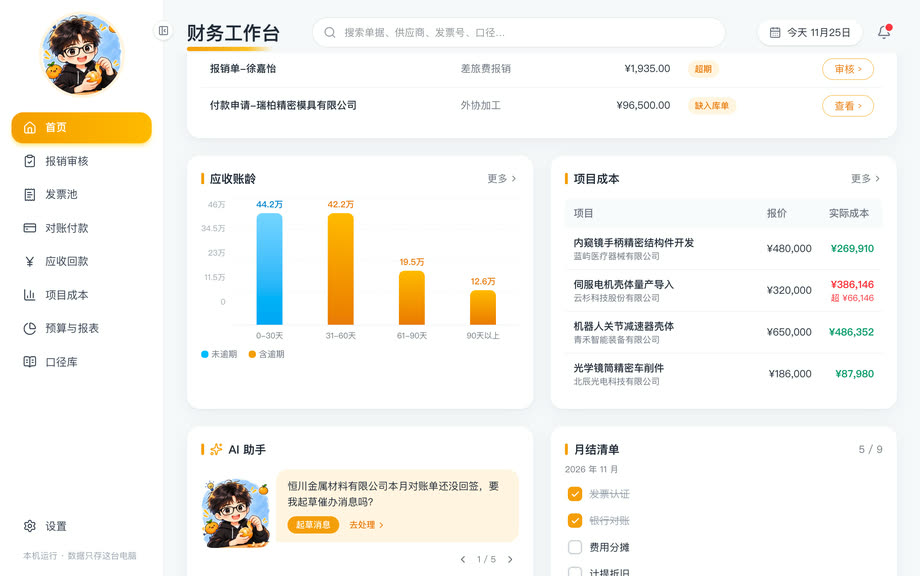 财务工作台
搜索单据、供应商、发票号、口径...
今天 11月25日
首页
报销审核
发票池
对账付款
应收回款
项目成本
预算与报表
口径库
设置
本机运行 · 数据只存这台电脑
报销单-徐嘉怡 差旅费报销 ¥1,935.00 超期 审核 >
付款申请-瑞柏精密模具有限公司 外协加工 ¥96,500.00 缺入库单 查看 >
应收账龄 更多 >
46万
34.5万
23万
11.5万
0
44.2万
42.2万
19.5万
12.6万
0-30天
31-60天
61-90天
90天以上
未逾期 含逾期
项目成本 更多 >
项目 报价 实际成本
内窥镜手柄精密结构件开发
蓝屿医疗器械有限公司
¥480,000 ¥269,910
伺服电机壳体量产导入
云杉科技股份有限公司
¥320,000 ¥386,146
超 ¥66,146
机器人关节减速器壳体
青禾智能装备有限公司
¥650,000 ¥486,352
光学镜筒精密车削件
北辰光电科技有限公司
¥186,000 ¥87,980
AI 助手
恒川金属材料有限公司本月对账单还没回签，要
我起草催办消息吗?
起草消息 去处理 >
< 1 / 5 >
月结清单 5 / 9
2026 年 11 月
发票认证
银行对账
费用分摊
计提折旧